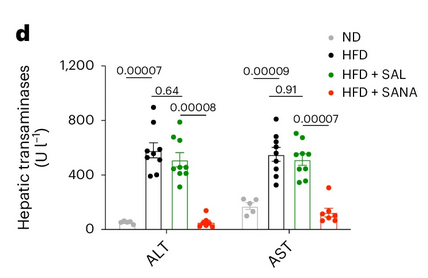 d
ND
HFD
HFD + SAL
HFD + SANA
Hepatic transaminases
(U l⁻¹)
1,200
800
400
0
0.00007
0.64
0.00008
0.00009
0.91
0.00007
ALT
AST